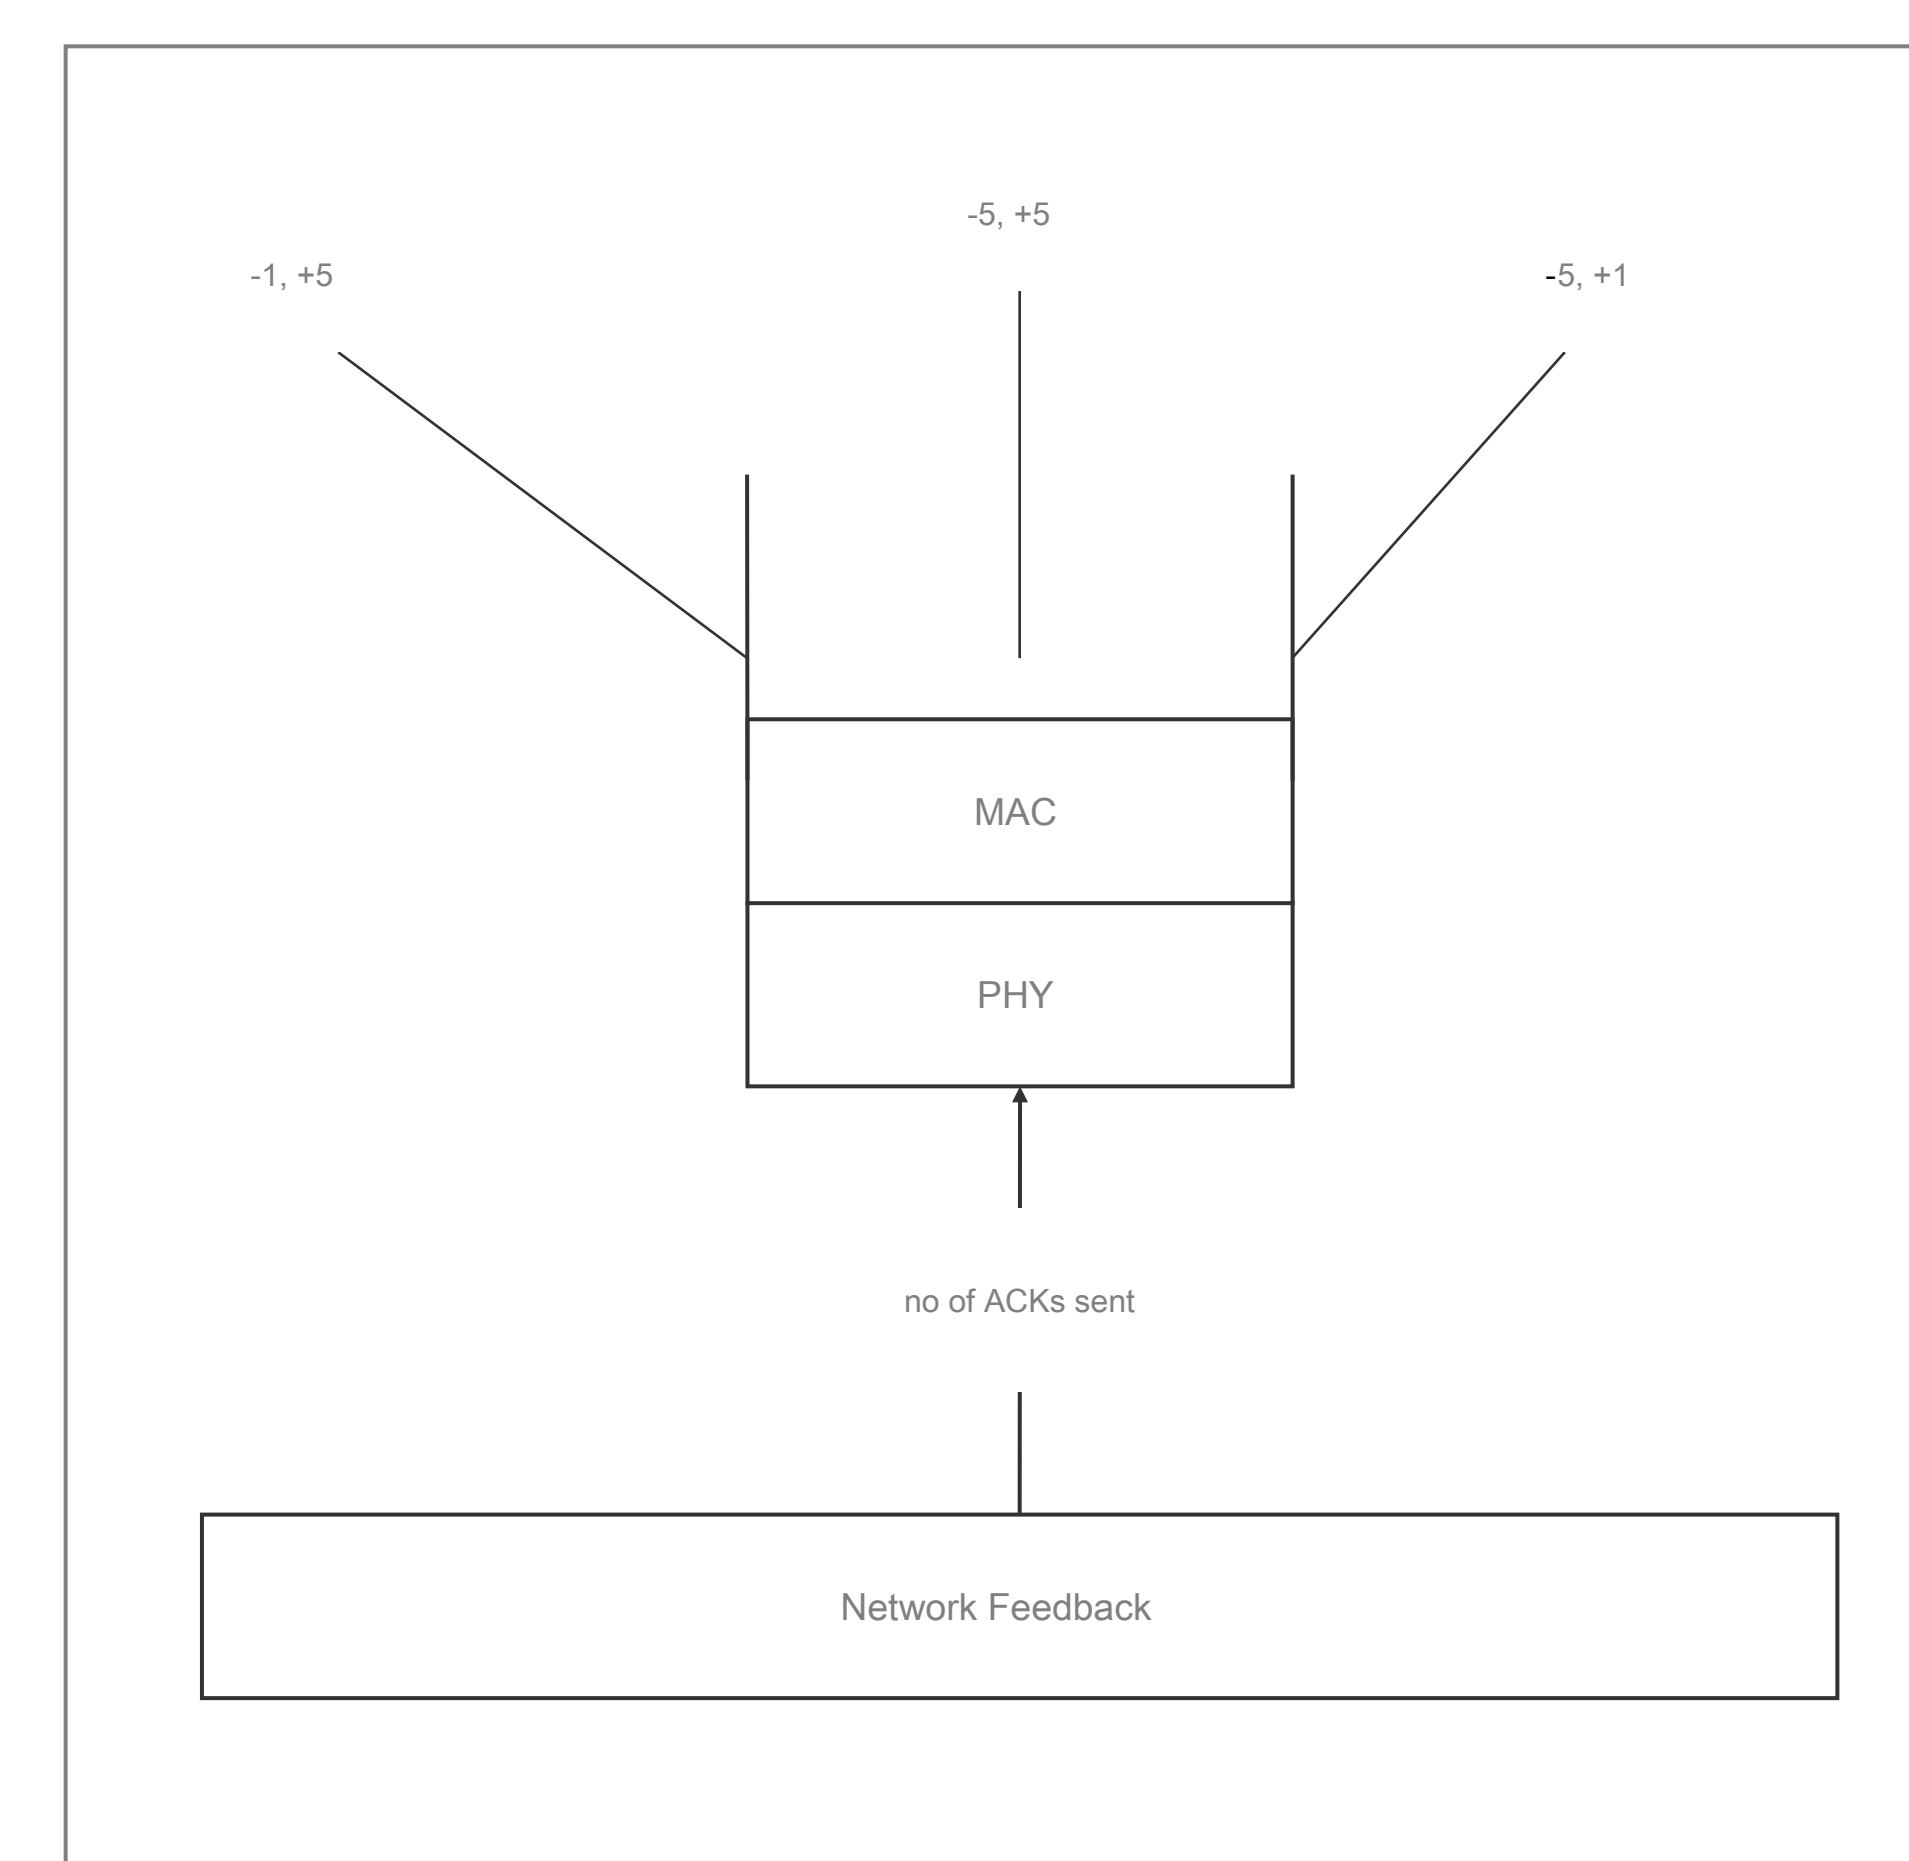 -5, +5
-1, +5
-5, +1
MAC
PHY
no of ACKs sent
Network Feedback